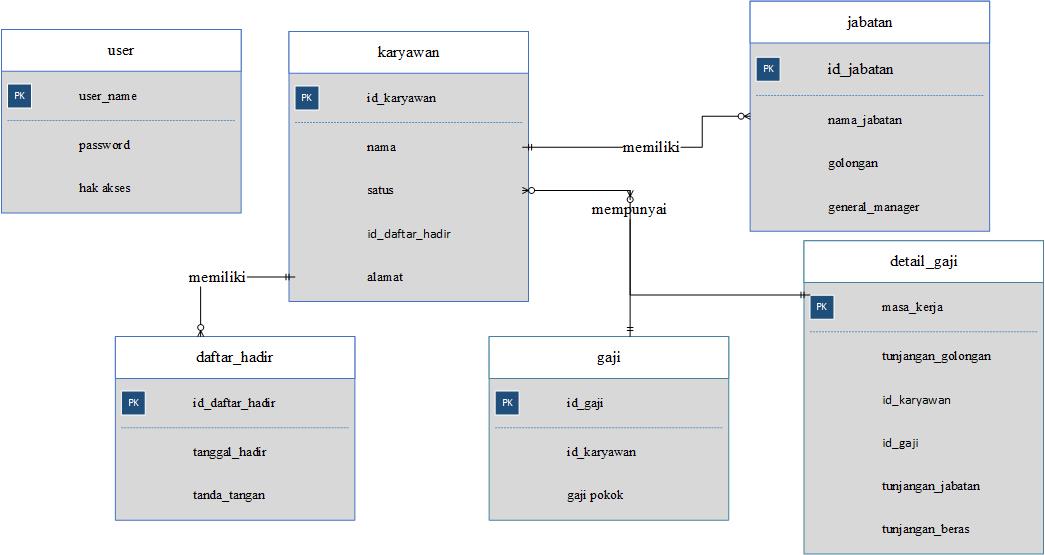 user
PK user_name
password
hak akses
karyawan
PK id_karyawan
nama
satus
id_daftar_hadir
alamat
jabatan
PK id_jabatan
nama_jabatan
golongan
general_manager
memiliki
mempunyai
memiliki
detail_gaji
PK masa_kerja
tunjangan_golongan
id_karyawan
id_gaji
tunjangan_jabatan
tunjangan_beras
daftar_hadir
PK id_daftar_hadir
tanggal_hadir
tanda_tangan
gaji
PK id_gaji
id_karyawan
gaji pokok